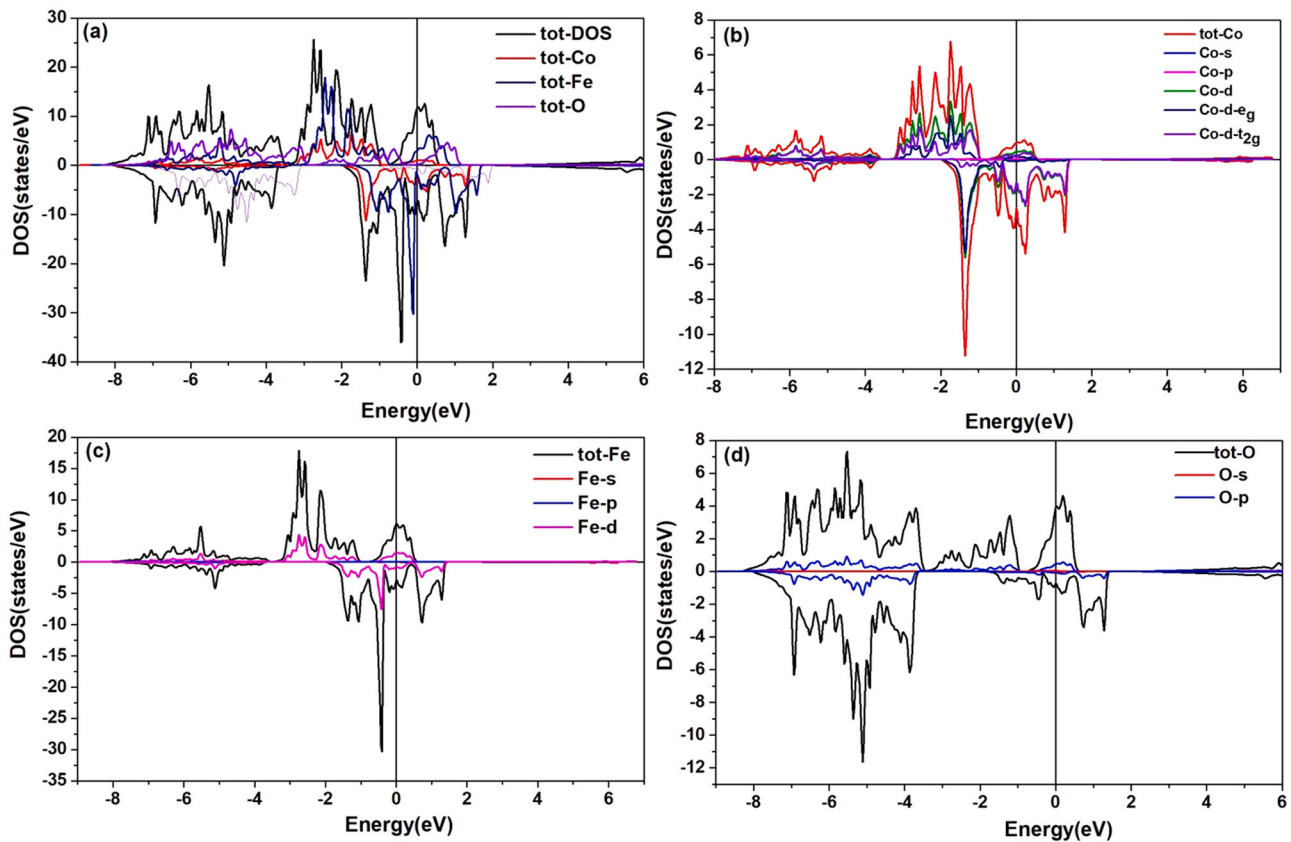 (a)
tot-DOS
tot-Co
tot-Fe
tot-O
30
20
10
0
-10
-20
-30
-40
DOS(states/eV)
-8 -6 -4 -2 0 2 4 6
Energy(eV)
(b)
tot-Co
Co-s
Co-p
Co-d
Co-d-eg
Co-d-t2g
8
6
4
2
0
-2
-4
-6
-8
-10
-12
DOS(states/eV)
-8 -6 -4 -2 0 2 4 6
Energy(eV)
(c)
tot-Fe
Fe-s
Fe-p
Fe-d
20
15
10
5
0
-5
-10
-15
-20
-25
-30
-35
DOS(states/eV)
-8 -6 -4 -2 0 2 4 6
Energy(eV)
(d)
tot-O
O-s
O-p
8
6
4
2
0
-2
-4
-6
-8
-10
-12
DOS(states/eV)
-8 -6 -4 -2 0 2 4 6
Energy(eV)